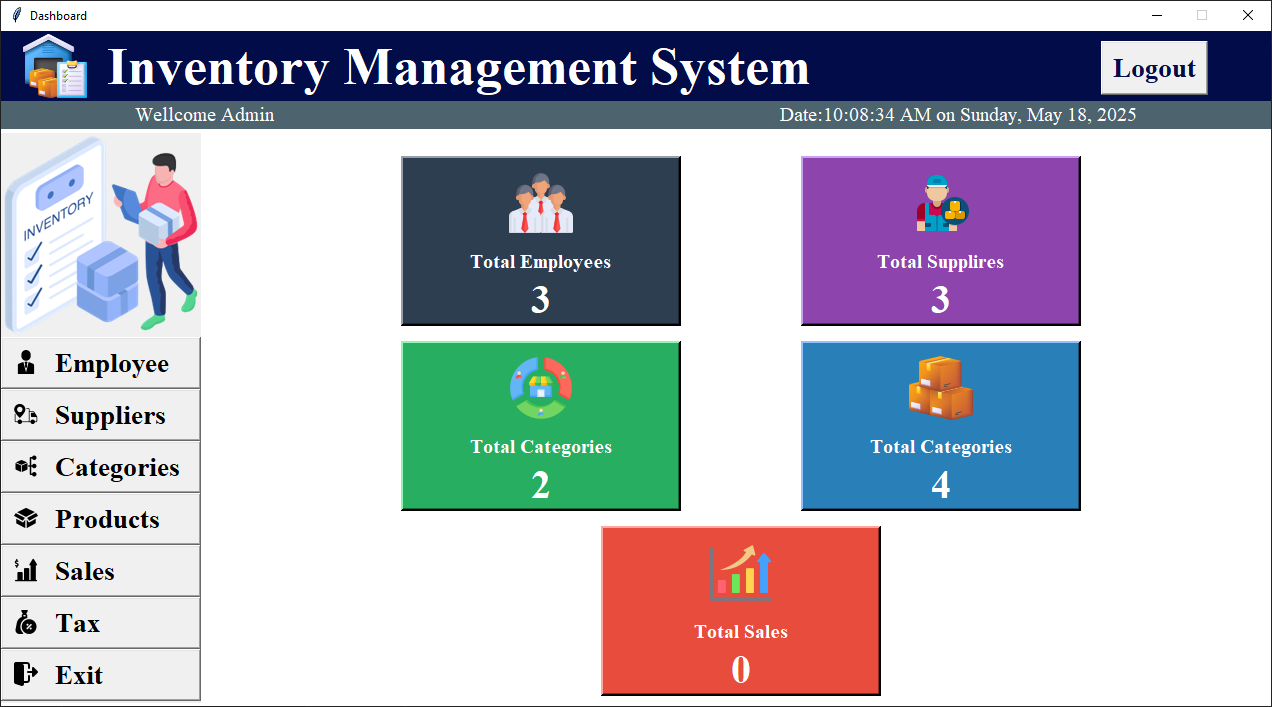 Dashboard
Inventory Management System
Logout
Wellcome Admin
Date:10:08:34 AM on Sunday, May 18, 2025
INVENTORY
Employee
Suppliers
Categories
Products
Sales
Tax
Exit
Total Employees
3
Total Supplires
3
Total Categories
2
Total Categories
4
Total Sales
0